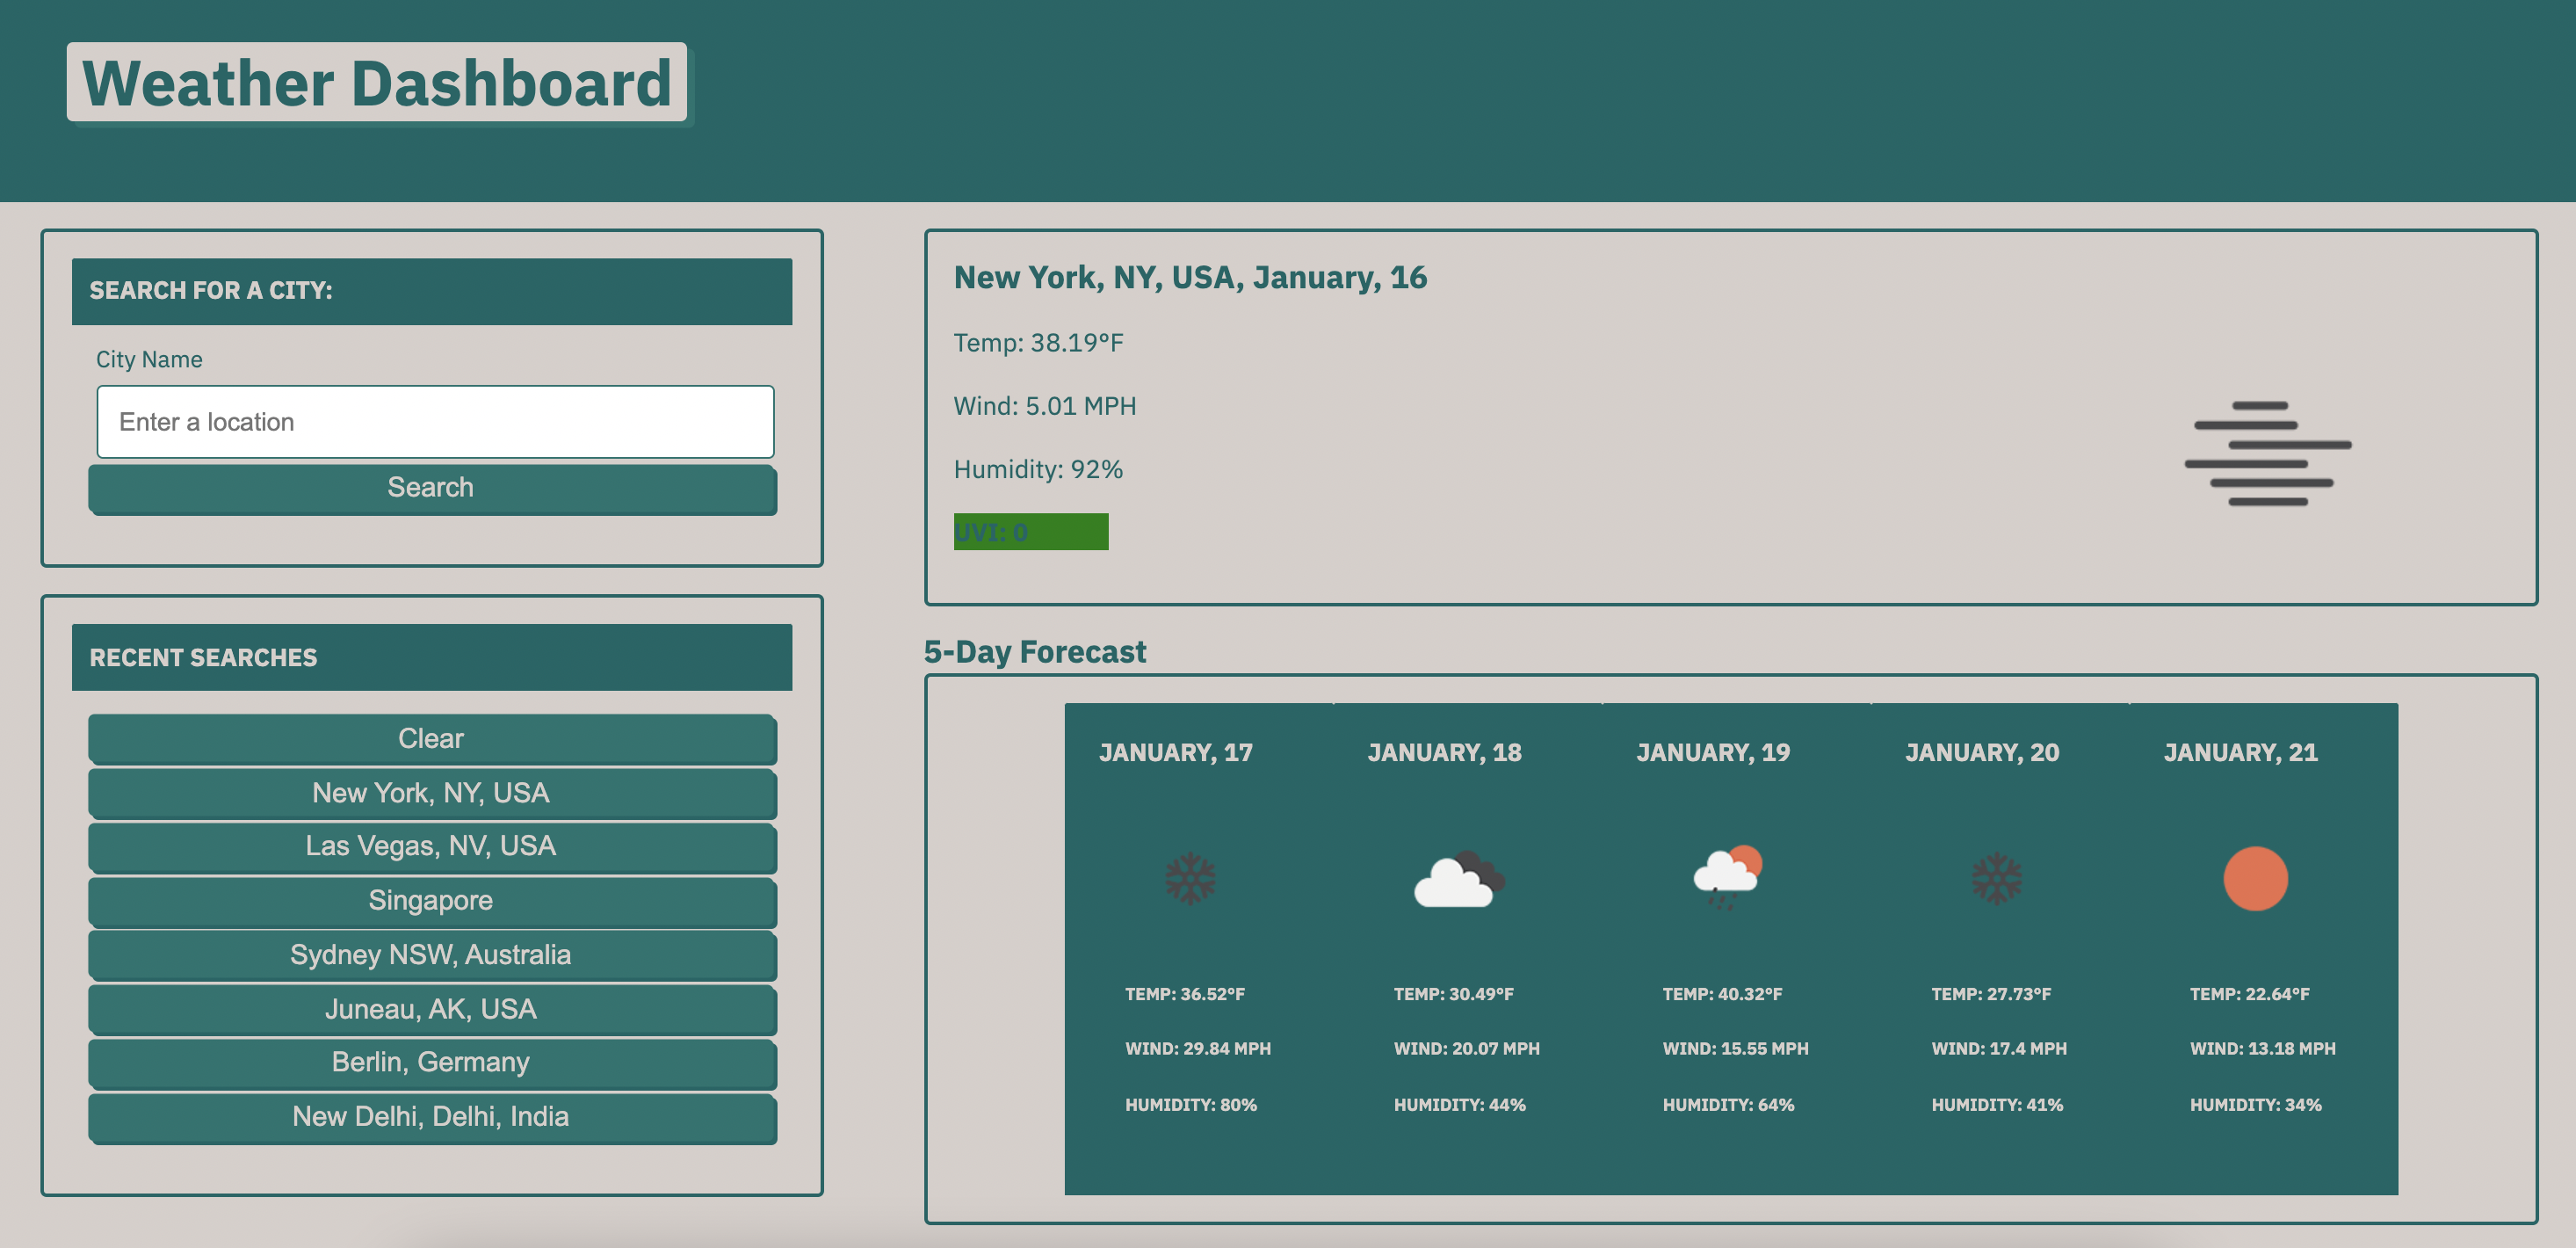 Weather Dashboard
SEARCH FOR A CITY:
City Name
Enter a location
Search
RECENT SEARCHES
Clear
New York, NY, USA
Las Vegas, NV, USA
Singapore
Sydney NSW, Australia
Juneau, AK, USA
Berlin, Germany
New Delhi, Delhi, India
New York, NY, USA, January, 16
Temp: 38.19°F
Wind: 5.01 MPH
Humidity: 92%
UVI: 0
5-Day Forecast
JANUARY, 17
TEMP: 36.52°F
WIND: 29.84 MPH
HUMIDITY: 80%
JANUARY, 18
TEMP: 30.49°F
WIND: 20.07 MPH
HUMIDITY: 44%
JANUARY, 19
TEMP: 40.32°F
WIND: 15.55 MPH
HUMIDITY: 64%
JANUARY, 20
TEMP: 27.73°F
WIND: 17.4 MPH
HUMIDITY: 41%
JANUARY, 21
TEMP: 22.64°F
WIND: 13.18 MPH
HUMIDITY: 34%